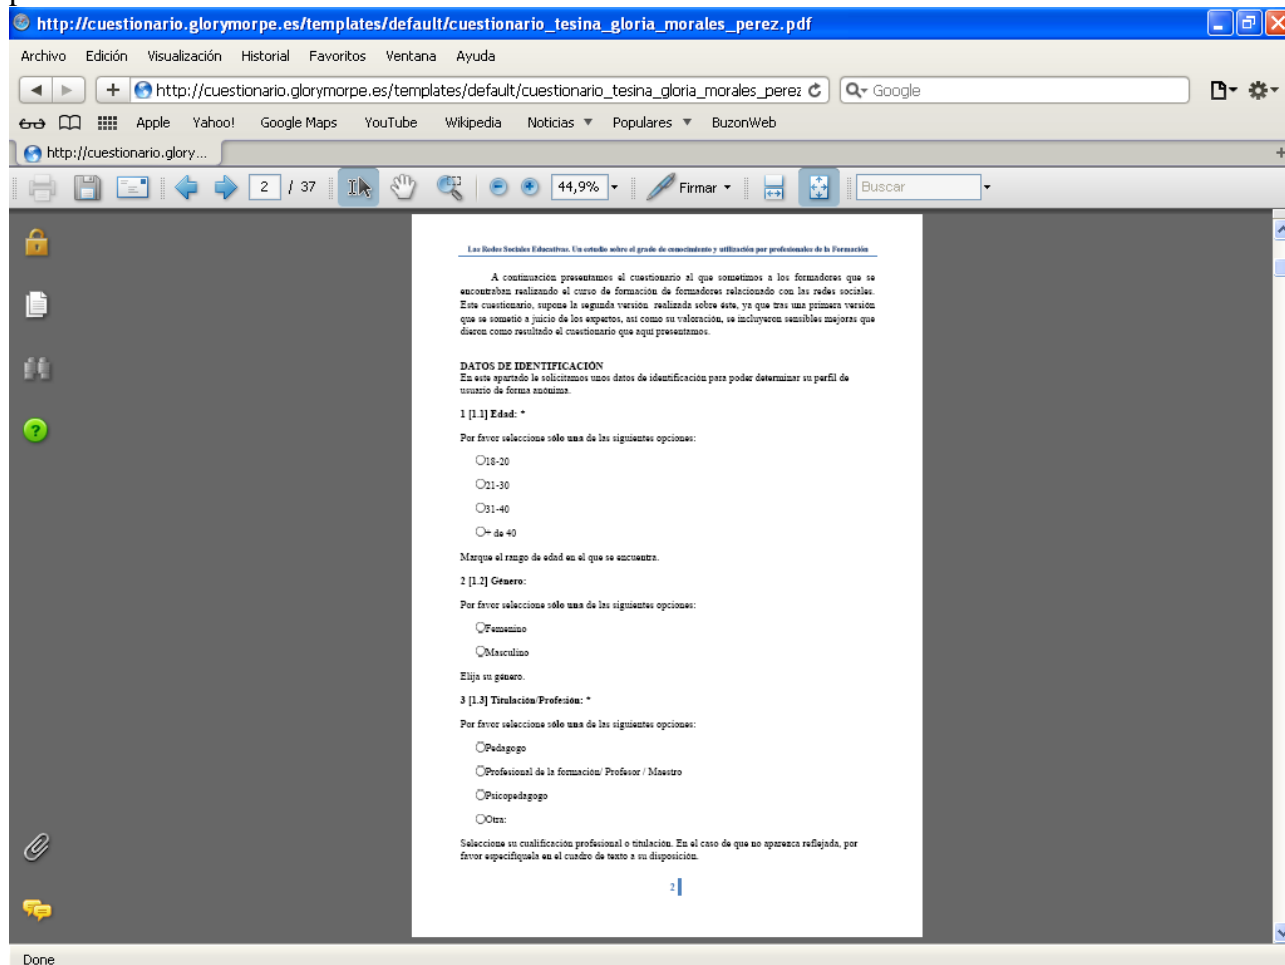 http://cuestionario.glorymorpe.es/templates/default/cuestionario_tesina_gloria_morales_perez.pdf
Archivo Edición Visualización Historial Favoritos Ventana Ayuda
http://cuestionario.glorymorpe.es/templates/default/cuestionario_tesina_gloria_morales_perez Google
Apple Yahoo! Google Maps YouTube Wikipedia Noticias Populares BuzonWeb
http://cuestionario.glory...
2 / 37 44,9% Firmar Buscar
Las Redes Sociales Educativas. Un estudio sobre el grado de conocimiento y utilización por profesionales de la Formación
A continuación presentamos el cuestionario al que sometimos a los formadores que se
encontraban realizando el curso de formación de formadores relacionado con las redes sociales.
Este cuestionario, supone la segunda versión realizada sobre éste, ya que tras una primera versión
que se sometió a juicio de los expertos, así como su valoración, se incluyeron sensibles mejoras que
dieron como resultado el cuestionario que aquí presentamos.
DATOS DE IDENTIFICACIÓN
En este apartado le solicitamos unos datos de identificación para poder determinar su perfil de
usuario de forma anónima.
1 [1.1] Edad: *
Por favor seleccione sólo una de las siguientes opciones:
18-20
21-30
31-40
+ de 40
Marque el rango de edad en el que se encuentra.
2 [1.2] Género:
Por favor seleccione sólo una de las siguientes opciones:
Femenino
Masculino
Elija su género.
3 [1.3] Titulación/Profesión: *
Por favor seleccione sólo una de las siguientes opciones:
Pedagogo
Profesional de la formación/ Profesor / Maestro
Psicopedagogo
Otra:
Seleccione su cualificación profesional o titulación. En el caso de que no aparezca reflejada, por
favor especifíquela en el cuadro de texto a su disposición.
2
Done